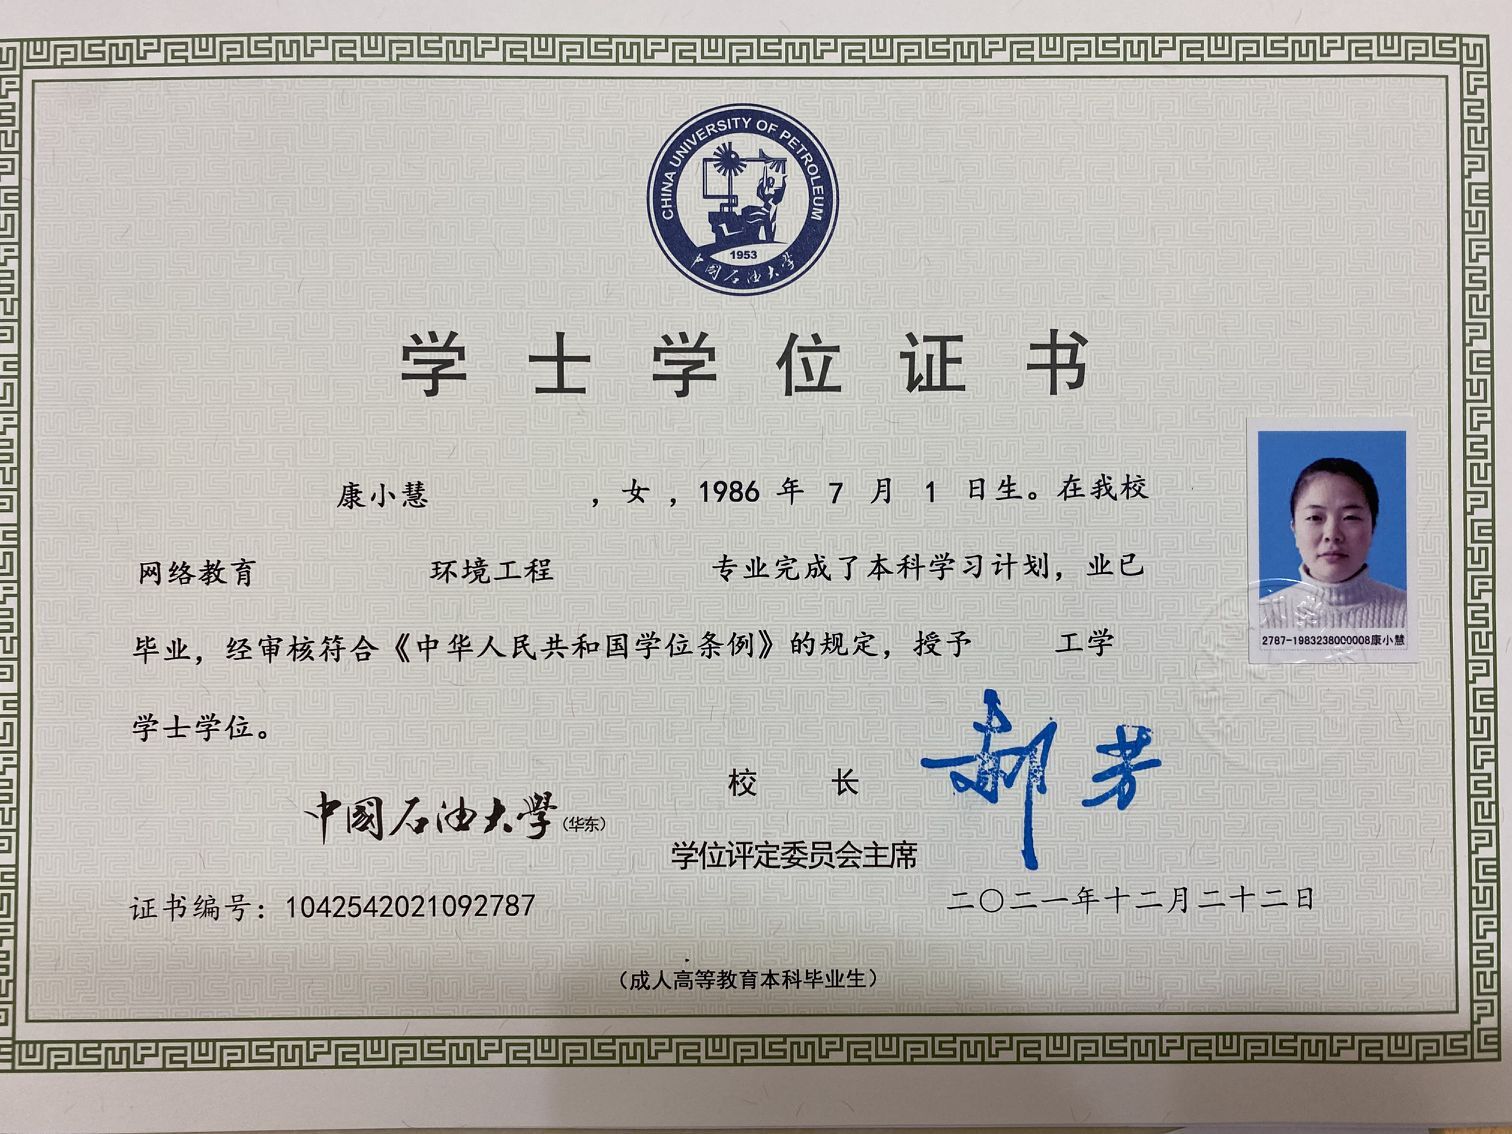 CHINA UNIVERSITY OF PETROLEUM
1953
中国石油大学
学士学位证书
康小慧 ，女，1986 年 7 月 1 日生。在我校
网络教育 环境工程 专业完成了本科学习计划，业已
毕业，经审核符合《中华人民共和国学位条例》的规定，授予 工学
学士学位。
2787-1983238000008康小慧
校 长 郝芳
中國石油大學(华东)
学位评定委员会主席
证书编号：1042542021092787
二〇二一年十二月二十二日
（成人高等教育本科毕业生）